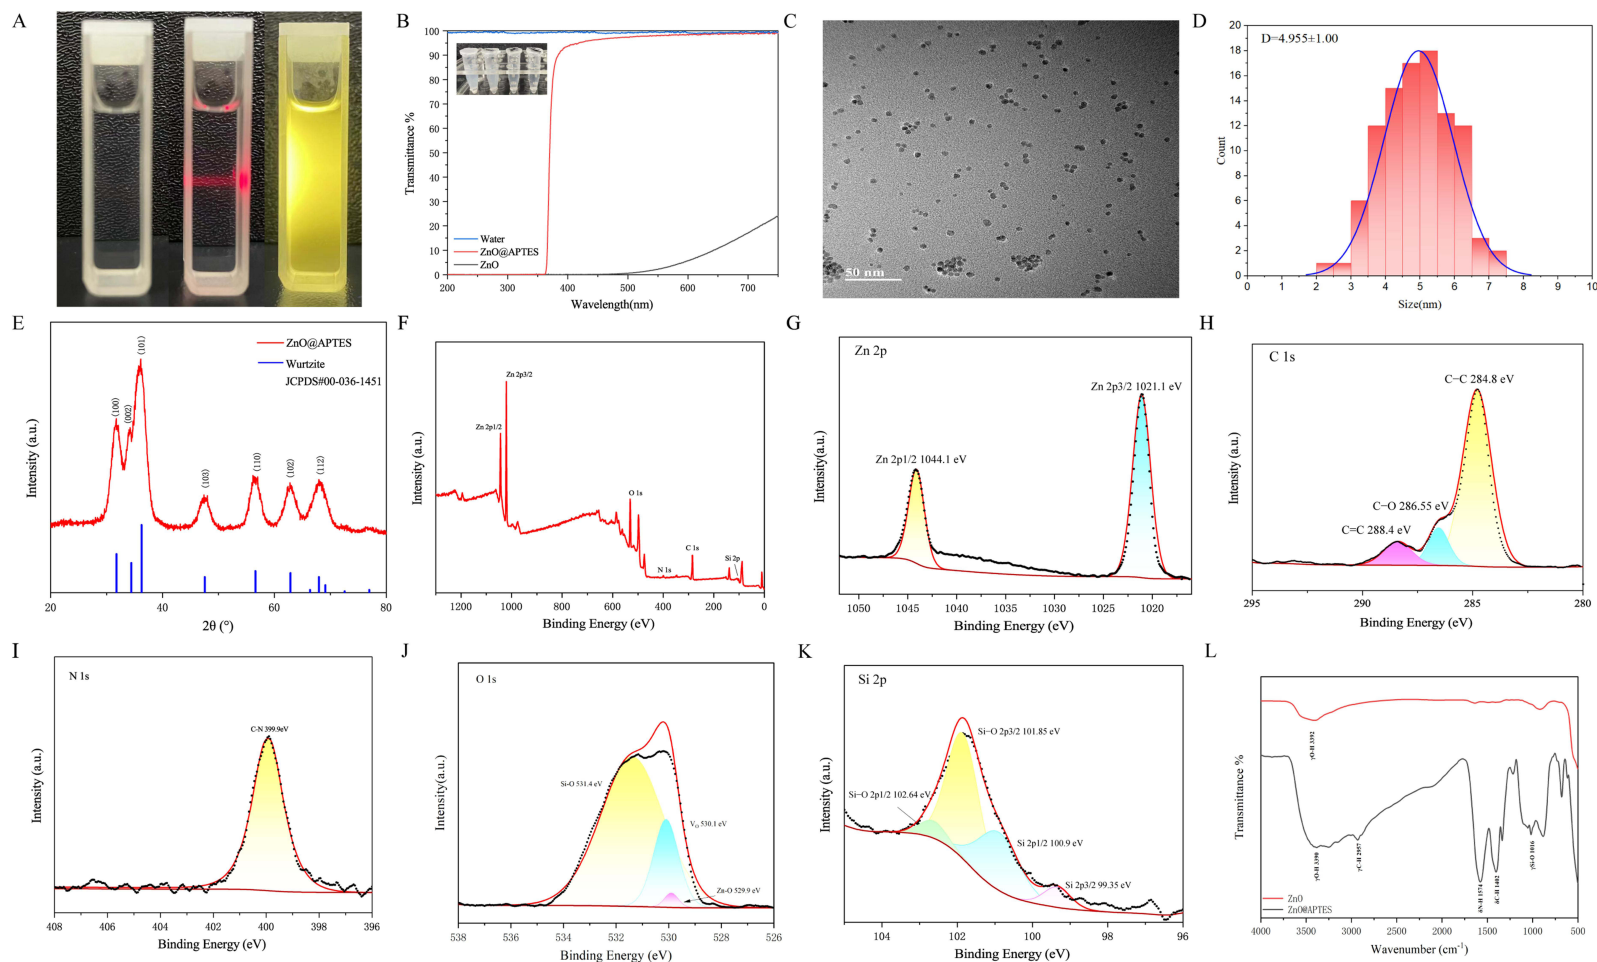 A
B
Transmittance %
100
90
80
70
60
50
40
30
20
10
0
Water
ZnO@APTES
ZnO
200
300
400
500
600
700
Wavelength(nm)
C
50 nm
D
D=4.955±1.00
Count
20
18
16
14
12
10
8
6
4
2
0
0
1
2
3
4
5
6
7
8
9
10
Size(nm)
E
Intensity (a.u.)
(100)
(002)
(101)
(103)
(110)
(102)
(112)
ZnO@APTES
Wurtzite
JCPDS#00-036-1451
20
40
60
80
2θ (°)
F
Intensity (a.u.)
Zn 2p3/2
Zn 2p1/2
O 1s
N 1s
C 1s
Si 2p
1200
1000
800
600
400
200
0
Binding Energy (eV)
G
Zn 2p
Intensity(a.u.)
Zn 2p3/2 1021.1 eV
Zn 2p1/2 1044.1 eV
1050
1045
1040
1035
1030
1025
1020
Binding Energy (eV)
H
C 1s
Intensity (a.u.)
C−C 284.8 eV
C−O 286.55 eV
C=C 288.4 eV
295
290
285
280
Binding Energy (eV)
I
N 1s
Intensity (a.u.)
C-N 399.9eV
408
406
404
402
400
398
396
Binding Energy (eV)
J
O 1s
Intensity(a.u.)
Si-O 531.4 eV
VO 530.1 eV
Zn-O 529.9 eV
538
536
534
532
530
528
526
Binding Energy (eV)
K
Si 2p
Intensity (a.u.)
Si−O 2p3/2 101.85 eV
Si−O 2p1/2 102.64 eV
Si 2p1/2 100.9 eV
Si 2p3/2 99.35 eV
104
102
100
98
96
Binding Energy (eV)
L
Transmittance %
γO-H 3392
γO-H 3390
γC-H 2957
δN-H 1574
δC-H 1402
γSi-O 1016
ZnO
ZnO@APTES
4000
3500
3000
2500
2000
1500
1000
500
Wavenumber (cm⁻¹)